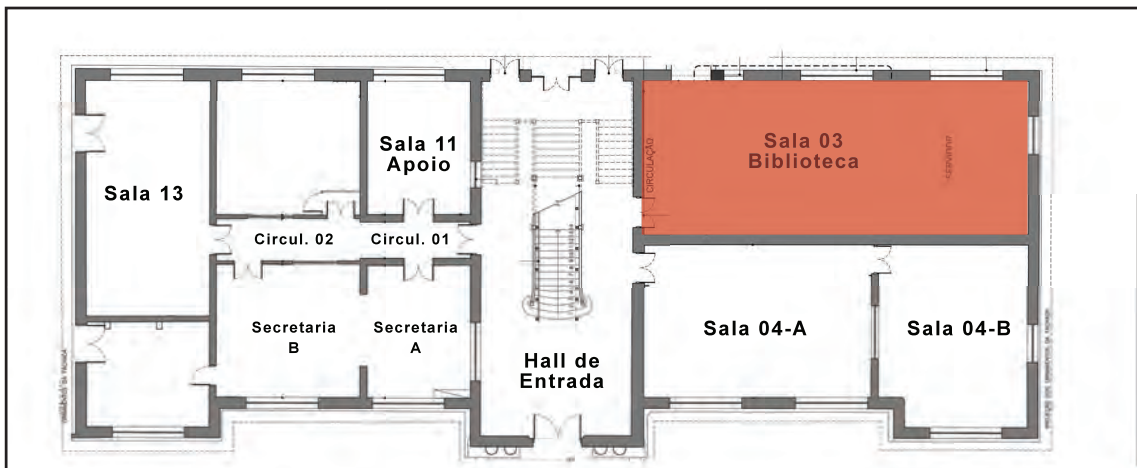 Sala 11
Apoio
Sala 03
Biblioteca
CIRCULAÇÃO
Sala 13
Circul. 02
Circul. 01
Secretaria
B
Secretaria
A
Sala 04-A
Sala 04-B
Hall de
Entrada